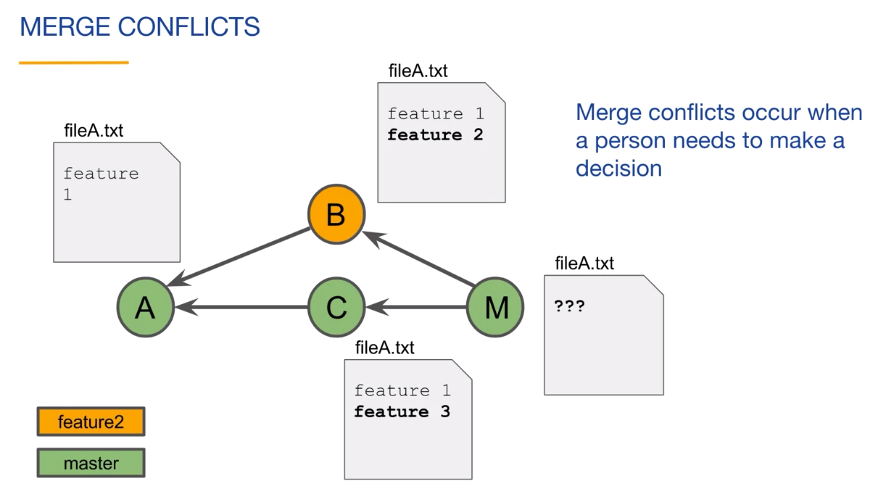 MERGE CONFLICTS
fileA.txt
feature 1
feature 2
Merge conflicts occur when
a person needs to make a
decision
fileA.txt
feature
1
B
fileA.txt
???
A
C
M
fileA.txt
feature 1
feature 3
feature2
master